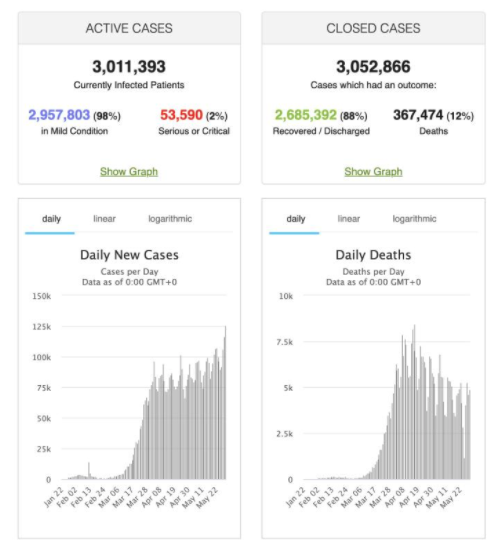 ACTIVE CASES
3,011,393
Currently Infected Patients
2,957,803 (98%)
in Mild Condition
53,590 (2%)
Serious or Critical
Show Graph
CLOSED CASES
3,052,866
Cases which had an outcome:
2,685,392 (88%)
Recovered / Discharged
367,474 (12%)
Deaths
Show Graph
daily linear logarithmic
Daily New Cases
Cases per Day
Data as of 0:00 GMT+0
150k
125k
100k
75k
50k
25k
0
Jan 22
Feb 02
Feb 13
Feb 24
Mar 06
Mar 17
Mar 28
Apr 08
Apr 19
Apr 30
May 11
May 22
daily linear logarithmic
Daily Deaths
Deaths per Day
Data as of 0:00 GMT+0
10k
7.5k
5k
2.5k
0
Jan 22
Feb 02
Feb 13
Feb 24
Mar 06
Mar 17
Mar 28
Apr 08
Apr 19
Apr 30
May 11
May 22